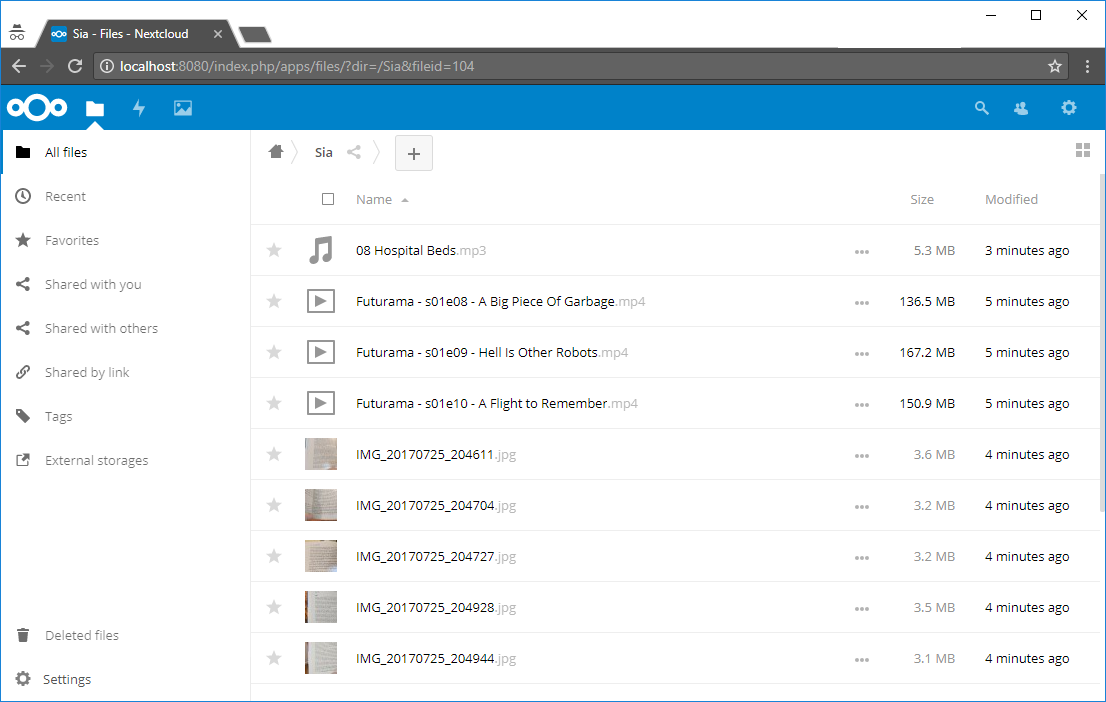 Sia - Files - Nextcloud
localhost:8080/index.php/apps/files/?dir=/Sia&fileid=104
All files
Recent
Favorites
Shared with you
Shared with others
Shared by link
Tags
External storages
Deleted files
Settings
Sia
Name Size Modified
08 Hospital Beds.mp3 5.3 MB 3 minutes ago
Futurama - s01e08 - A Big Piece Of Garbage.mp4 136.5 MB 5 minutes ago
Futurama - s01e09 - Hell Is Other Robots.mp4 167.2 MB 5 minutes ago
Futurama - s01e10 - A Flight to Remember.mp4 150.9 MB 5 minutes ago
IMG_20170725_204611.jpg 3.6 MB 4 minutes ago
IMG_20170725_204704.jpg 3.2 MB 4 minutes ago
IMG_20170725_204727.jpg 3.2 MB 4 minutes ago
IMG_20170725_204928.jpg 3.5 MB 4 minutes ago
IMG_20170725_204944.jpg 3.1 MB 4 minutes ago